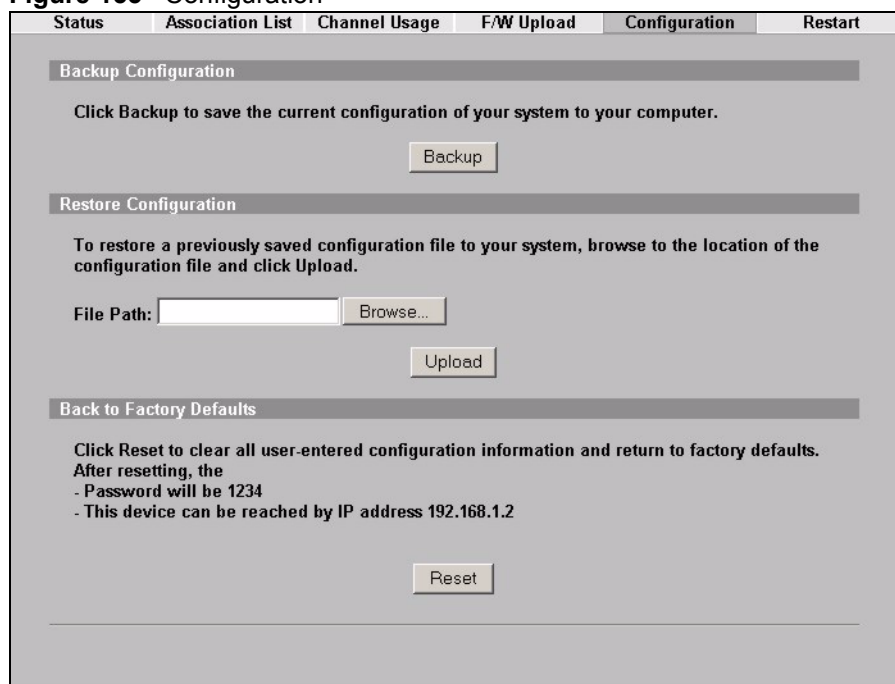 Configuration
Status Association List Channel Usage F/W Upload Configuration Restart
Backup Configuration
Click Backup to save the current configuration of your system to your computer.
Backup
Restore Configuration
To restore a previously saved configuration file to your system, browse to the location of the
configuration file and click Upload.
File Path: Browse...
Upload
Back to Factory Defaults
Click Reset to clear all user-entered configuration information and return to factory defaults.
After resetting, the
- Password will be 1234
- This device can be reached by IP address 192.168.1.2
Reset